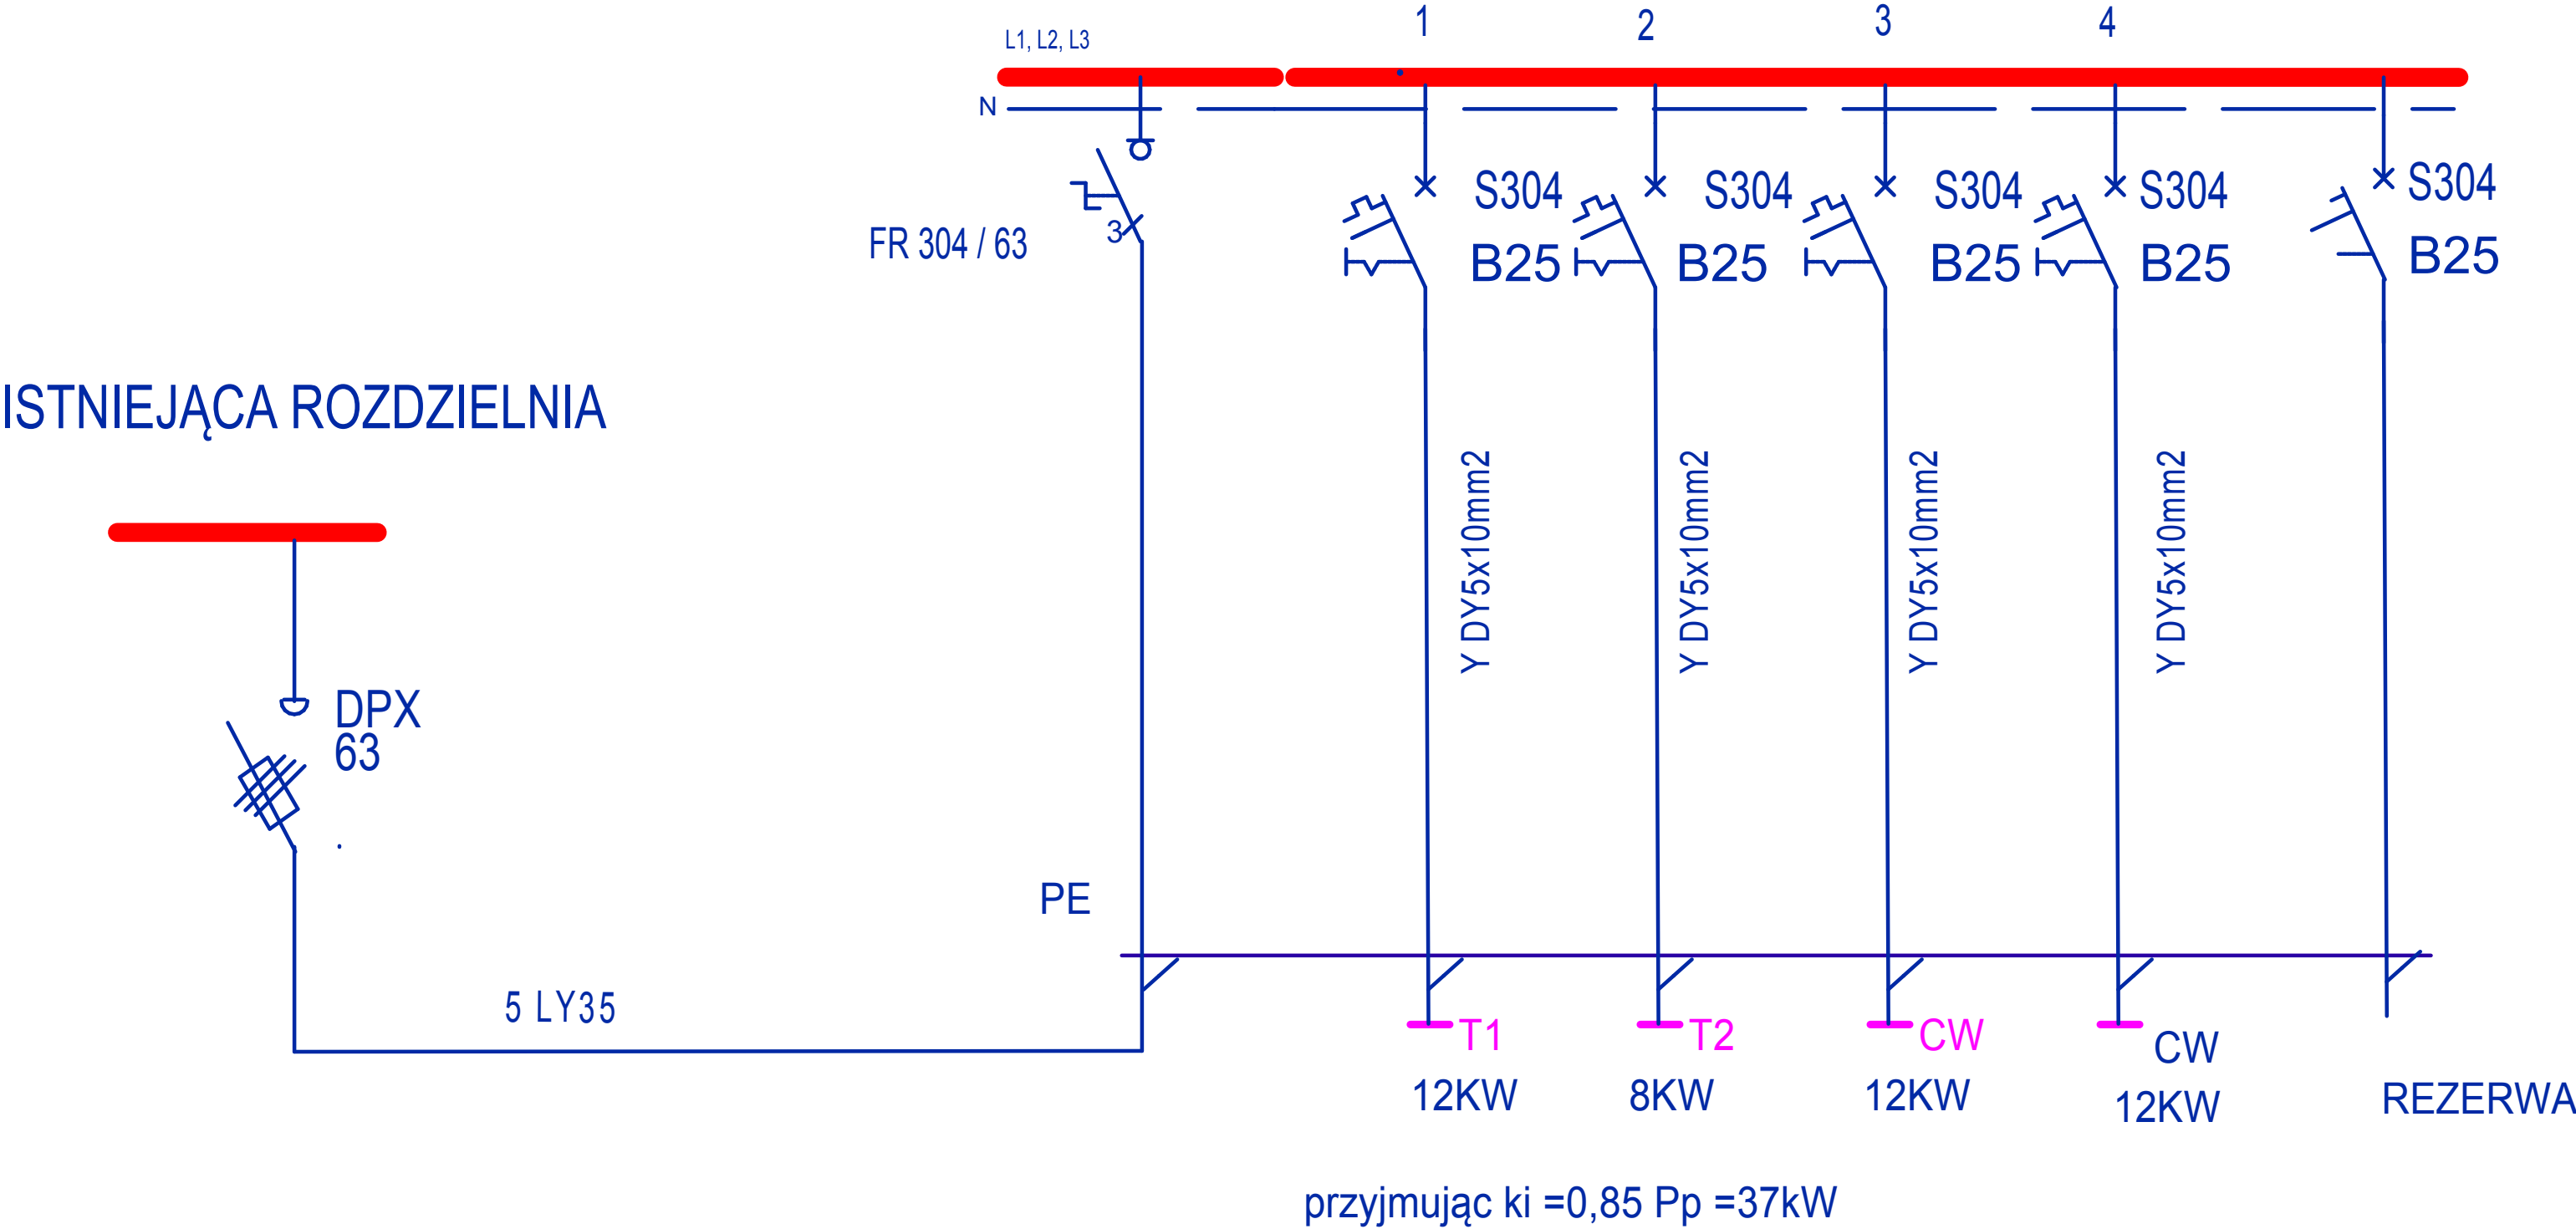 1
2
3
4
L1, L2, L3
N
S304
B25
S304
B25
S304
B25
S304
B25
S304
B25
FR 304 / 63
3
ISTNIEJĄCA ROZDZIELNIA
Y DY5x10mm2
Y DY5x10mm2
Y DY5x10mm2
Y DY5x10mm2
DPX
63
PE
5 LY35
T1
12KW
T2
8KW
CW
12KW
CW
12KW
REZERWA
przyjmując ki =0,85 Pp =37kW